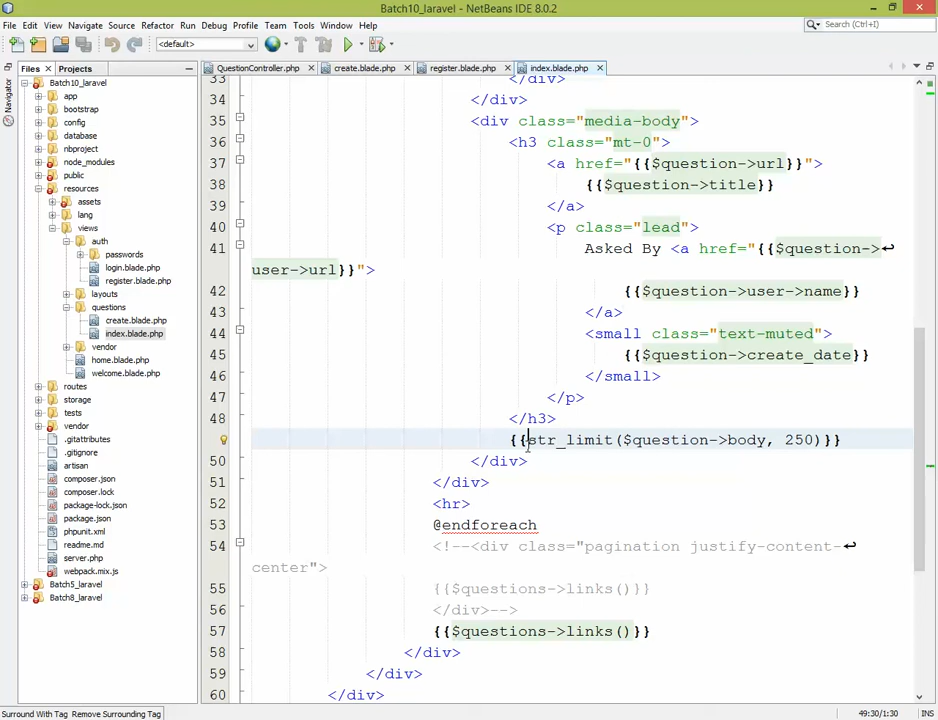 Batch10_laravel - NetBeans IDE 8.0.2
File Edit View Navigate Source Refactor Run Debug Profile Team Tools Window Help
Search (Ctrl+I)
<default>
Files Projects
QuestionController.php create.blade.php register.blade.php index.blade.php
Navigator
Batch10_laravel
app
bootstrap
config
database
nbproject
node_modules
public
resources
assets
lang
views
auth
passwords
login.blade.php
register.blade.php
layouts
questions
create.blade.php
index.blade.php
vendor
home.blade.php
welcome.blade.php
routes
storage
tests
vendor
.gitattributes
.gitignore
artisan
composer.json
composer.lock
package-lock.json
package.json
phpunit.xml
readme.md
server.php
webpack.mix.js
Batch5_laravel
Batch8_laravel
33 </div>
34 </div>
35 <div class="media-body">
36 <h3 class="mt-0">
37 <a href="{{$question->url}}">
38 {{$question->title}}
39 </a>
40 <p class="lead">
41 Asked By <a href="{{$question->
user->url}}">
42 {{$question->user->name}}
43 </a>
44 <small class="text-muted">
45 {{$question->create_date}}
46 </small>
47 </p>
48 </h3>
{{str_limit($question->body, 250)}}
50 </div>
51 </div>
52 <hr>
53 @endforeach
54 <!--<div class="pagination justify-content-
center">
55 {{$questions->links()}}
56 </div>-->
57 {{$questions->links()}}
58 </div>
59 </div>
60 </div>
Surround With Tag Remove Surrounding Tag
49:30/1:30 INS